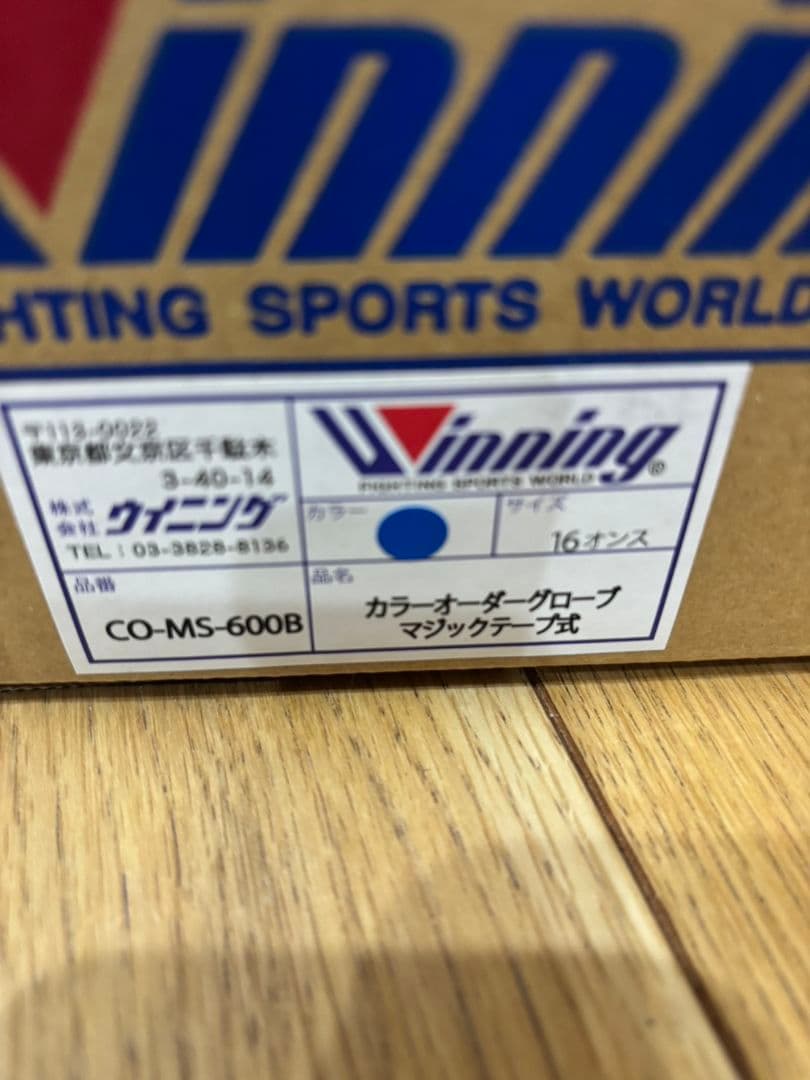 Winni
HTING SPORTS WORLD
〒113-0022
東京都文京区千駄木
3-40-14
株式会社 ウイニング
TEL：03-3828-8136
Winning®
FIGHTING SPORTS WORLD
カラー
サイズ
16オンス
品番
CO-MS-600B
品名
カラーオーダーグローブ
マジックテープ式